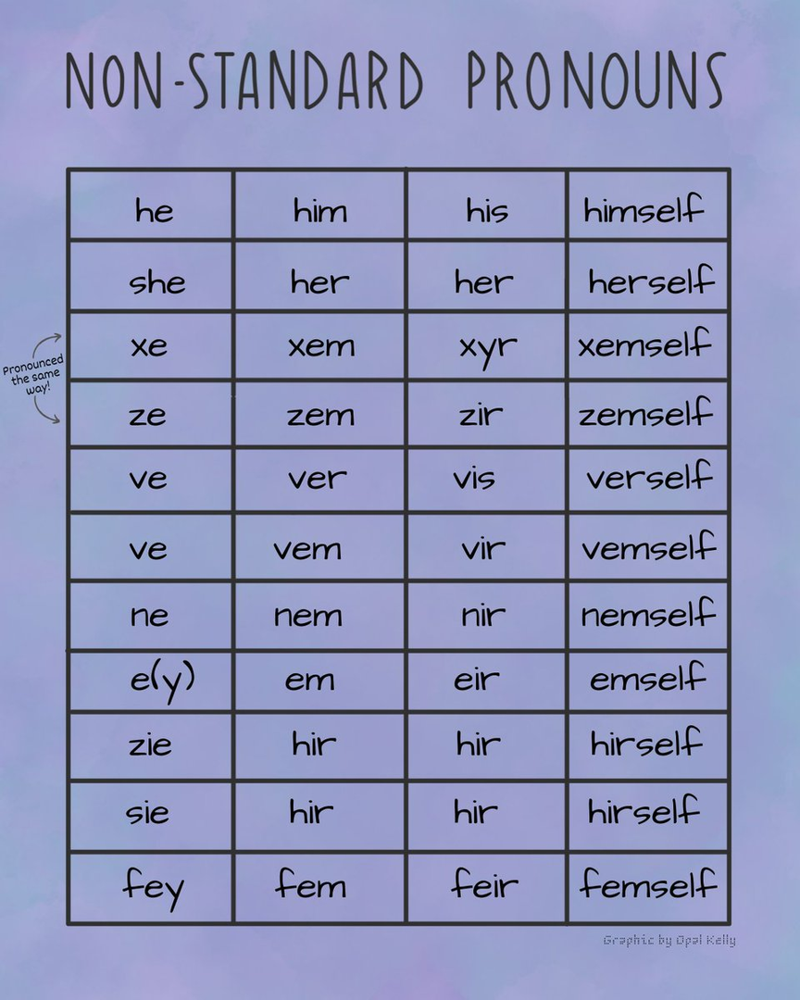 NON-STANDARD PRONOUNS
he him his himself
she her her herself
xe xem xyr xemself
Pronounced
the same
way!
ze zem zir zemself
ve ver vis verself
ve vem vir vemself
ne nem nir nemself
e(y) em eir emself
zie hir hir hirself
sie hir hir hirself
fey fem feir femself
Graphic by Opal Kelly